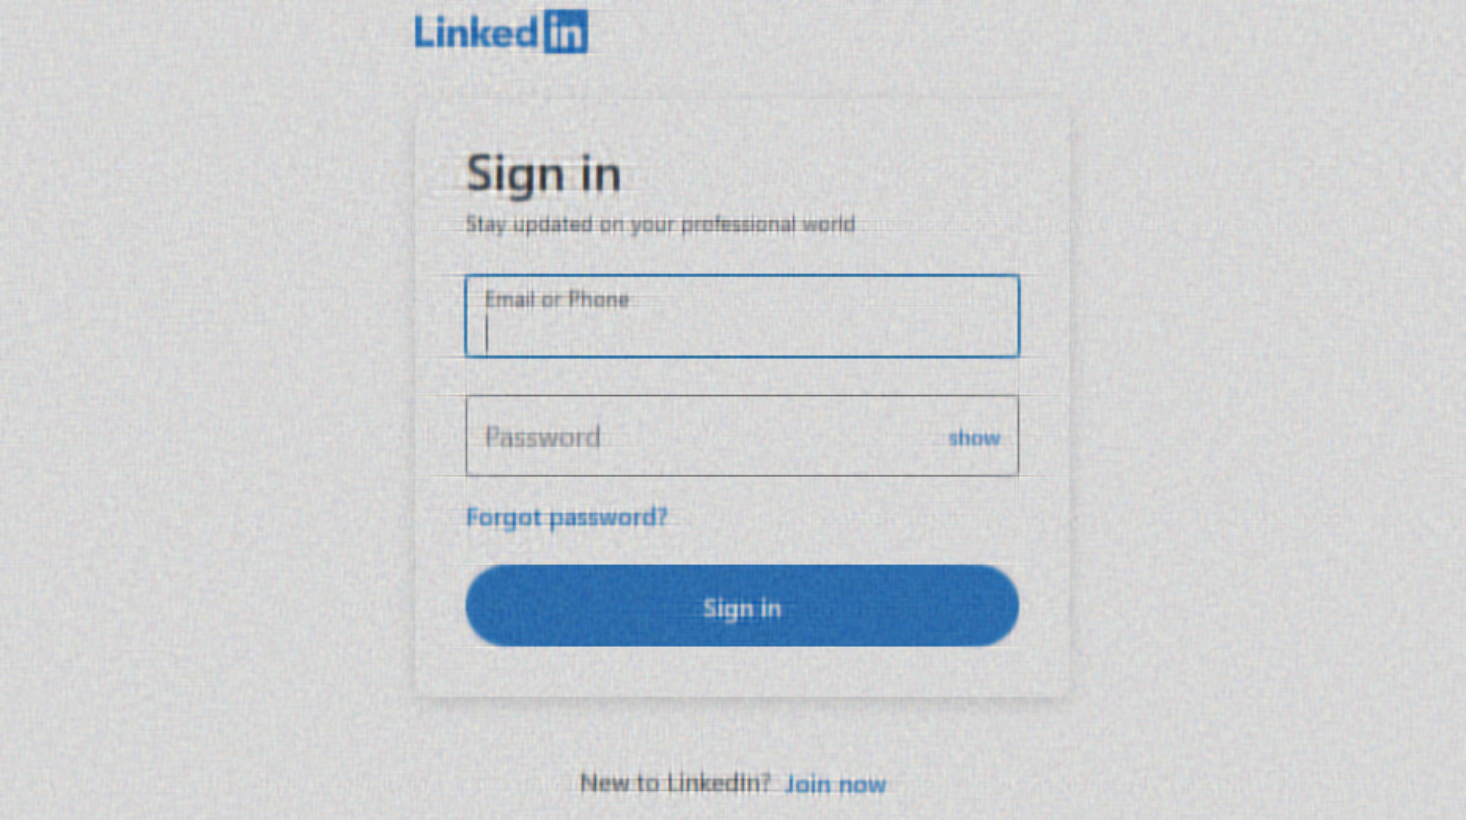 Linked in
Sign in
Stay updated on your professional world
Email or Phone
Password show
Forgot password?
Sign in
New to LinkedIn? Join now